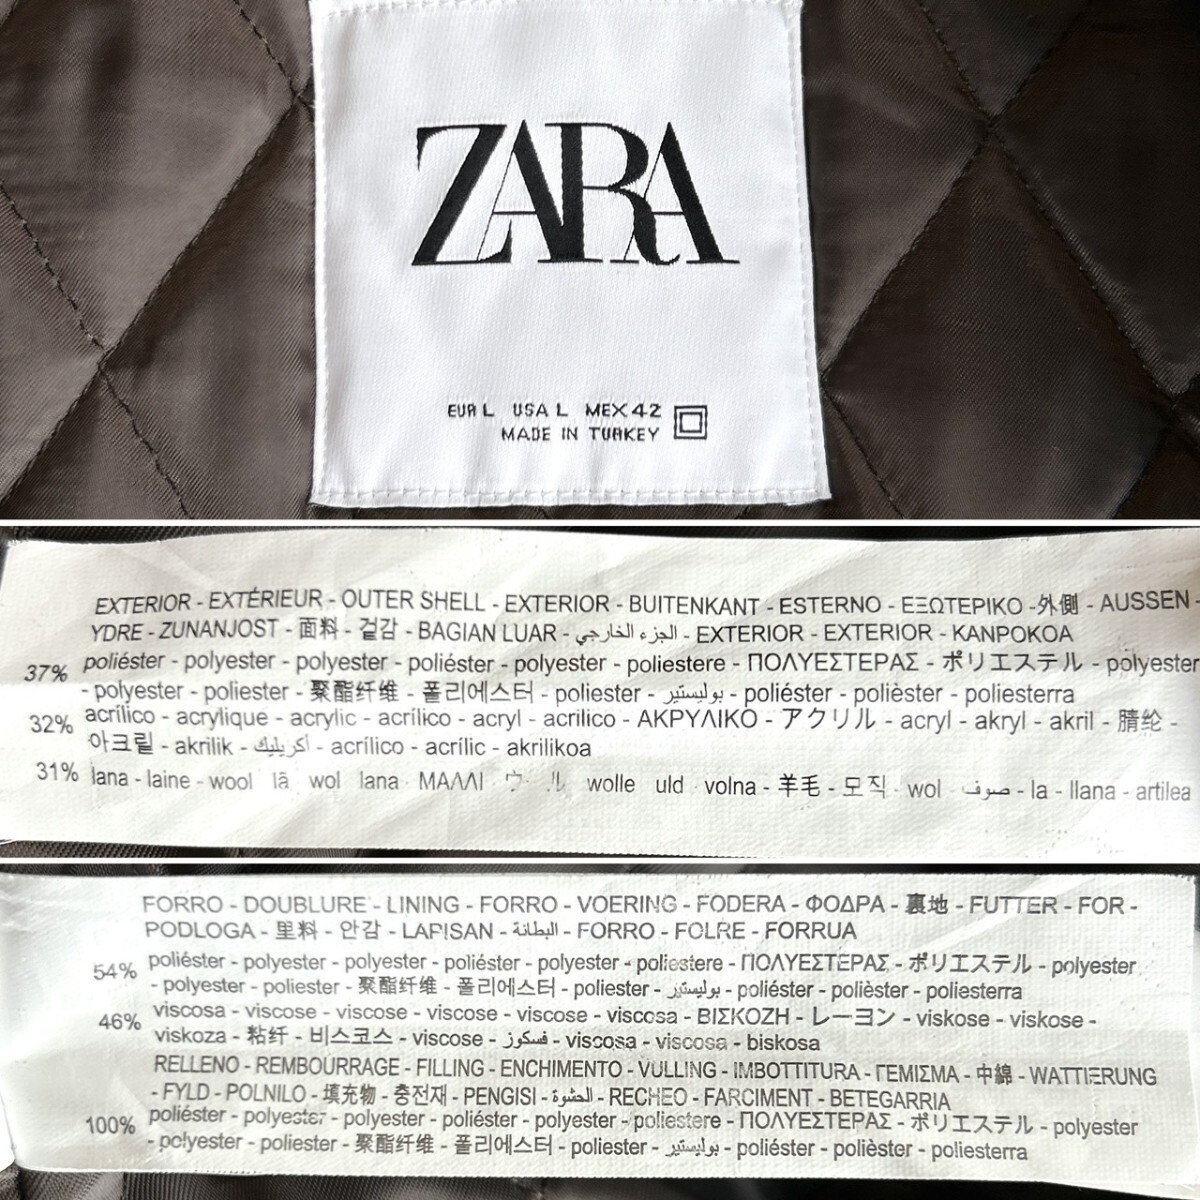 ZARA
EUR L USA L MEX 42
MADE IN TURKEY
EXTERIOR - EXTÉRIEUR - OUTER SHELL - EXTERIOR - BUITENKANT - ESTERNO - ΕΞΩΤΕΡΙΚΟ - 外側 - AUSSEN -
YDRE - ZUNANJOST - 面料 - 겉감 - BAGIAN LUAR - الجزء الخارجي - EXTERIOR - EXTERIOR - KANPOKOA
37% poliéster - polyester - polyester - poliéster - polyester - poliestere - ΠΟΛΥΕΣΤΕΡΑΣ - ポリエステル - polyester
- polyester - poliester - 聚酯纤维 - 폴리에스터 - poliester - بوليستير - poliéster - polièster - poliesterra
32% acrílico - acrylique - acrylic - acrílico - acryl - acrilico - ΑΚΡΥΛΙΚΟ - アクリル - acryl - akryl - akril - 腈纶 -
아크릴 - akrilik - أكريليك - acrílico - acrílic - akrilikoa
31% lana - laine - wool lã wol lana ΜΑΛΛΙ ウール wolle uld volna - 羊毛 - 모직 wol صوف - la - llana - artilea
FORRO - DOUBLURE - LINING - FORRO - VOERING - FODERA - ΦΟΔΡΑ - 裏地 - FUTTER - FOR -
PODLOGA - 里料 - 안감 - LAPISAN - البطانة - FORRO - FOLRE - FORRUA
54% poliéster - polyester - polyester - poliéster - polyester - poliestere - ΠΟΛΥΕΣΤΕΡΑΣ - ポリエステル - polyester
- polyester - poliester - 聚酯纤维 - 폴리에스터 - poliester - بوليستير - poliéster - polièster - poliesterra
46% viscosa - viscose - viscose - viscose - viscose - viscosa - ΒΙΣΚΟΖΗ - レーヨン - viskose - viskose -
viskoza - 粘纤 - 비스코스 - viscose - فسكوز - viscosa - viscosa - biskosa
RELLENO - REMBOURRAGE - FILLING - ENCHIMENTO - VULLING - IMBOTTITURA - ΓΕΜΙΣΜΑ - 中綿 - WATTIERUNG
- FYLD - POLNILO - 填充物 - 충전재 - PENGISI - الحشوة - RECHEO - FARCIMENT - BETEGARRIA
100% poliéster - polyester - polyester - poliéster - polyester - poliestere - ΠΟΛΥΕΣΤΕΡΑΣ - ポリエステル - polyester
- polyester - poliester - 聚酯纤维 - 폴리에스터 - poliester - بوليستير - poliéster - polièster - poliesterra